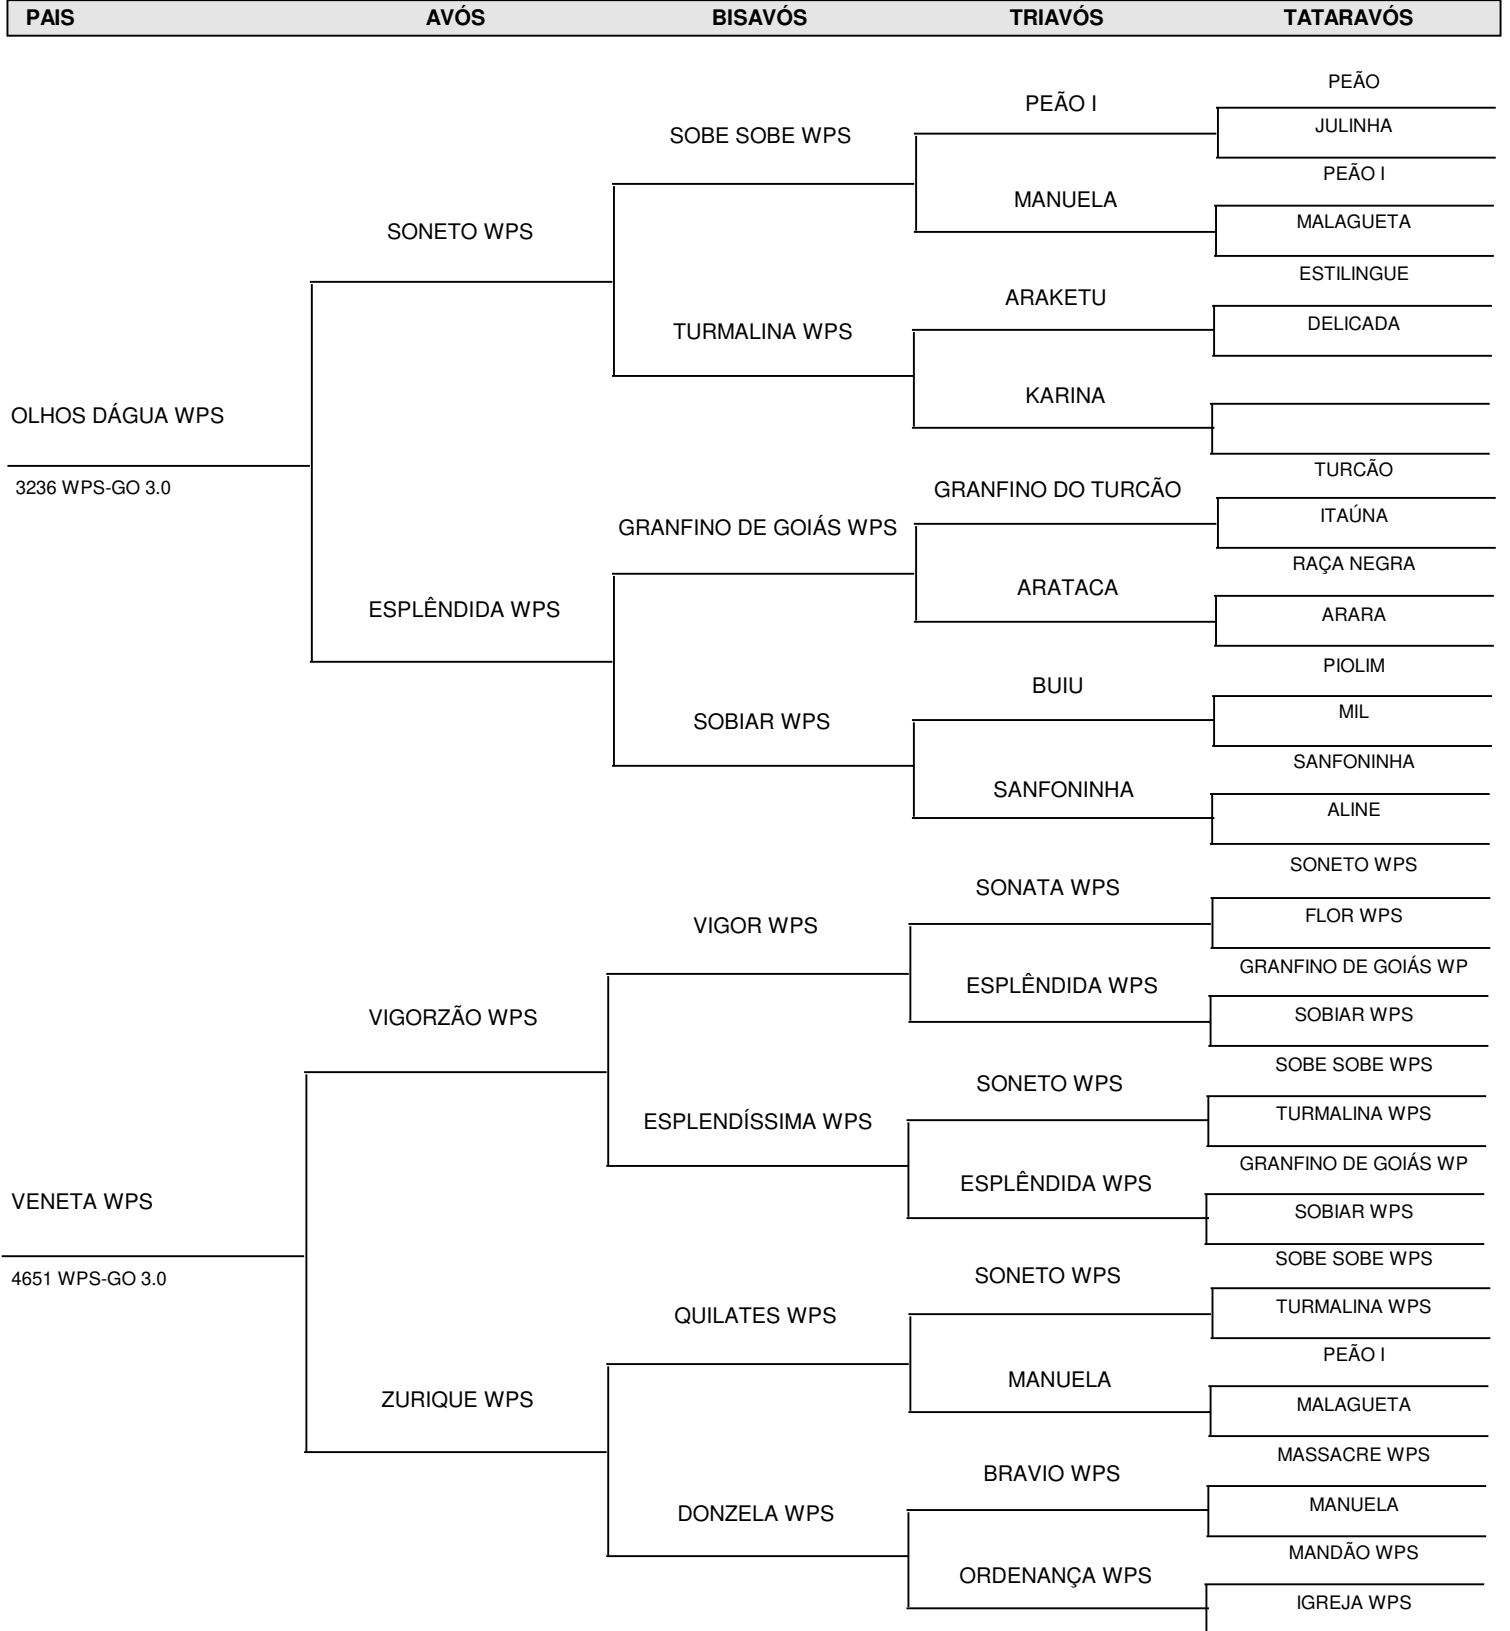 PAIS AVÓS BISAVÓS TRIAVÓS TATARAVÓS
PEÃO
PEÃO I
JULINHA
SOBE SOBE WPS
PEÃO I
MANUELA
MALAGUETA
SONETO WPS
ESTILINGUE
ARAKETU
DELICADA
TURMALINA WPS
KARINA
OLHOS DÁGUA WPS
TURCÃO
3236 WPS-GO 3.0
GRANFINO DO TURCÃO
ITAÚNA
GRANFINO DE GOIÁS WPS
RAÇA NEGRA
ARATACA
ESPLÊNDIDA WPS
ARARA
PIOLIM
BUIU
MIL
SOBIAR WPS
SANFONINHA
SANFONINHA
ALINE
SONETO WPS
SONATA WPS
FLOR WPS
VIGOR WPS
GRANFINO DE GOIÁS WP
ESPLÊNDIDA WPS
VIGORZÃO WPS
SOBIAR WPS
SOBE SOBE WPS
SONETO WPS
TURMALINA WPS
ESPLENDÍSSIMA WPS
GRANFINO DE GOIÁS WP
ESPLÊNDIDA WPS
VENETA WPS
SOBIAR WPS
SOBE SOBE WPS
4651 WPS-GO 3.0
SONETO WPS
TURMALINA WPS
QUILATES WPS
PEÃO I
MANUELA
ZURIQUE WPS
MALAGUETA
MASSACRE WPS
BRAVIO WPS
MANUELA
DONZELA WPS
MANDÃO WPS
ORDENANÇA WPS
IGREJA WPS